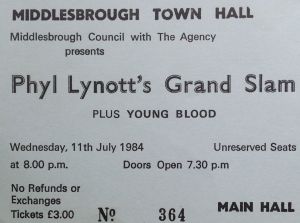 MIDDLESBROUGH TOWN HALL
Middlesbrough Council with The Agency
presents
Phyl Lynott's Grand Slam
PLUS YOUNG BLOOD
Wednesday, 11th July 1984 Unreserved Seats
at 8.00 p.m. Doors Open 7.30 p.m
No Refunds or
Exchanges
Tickets £3.00 No 364 MAIN HALL